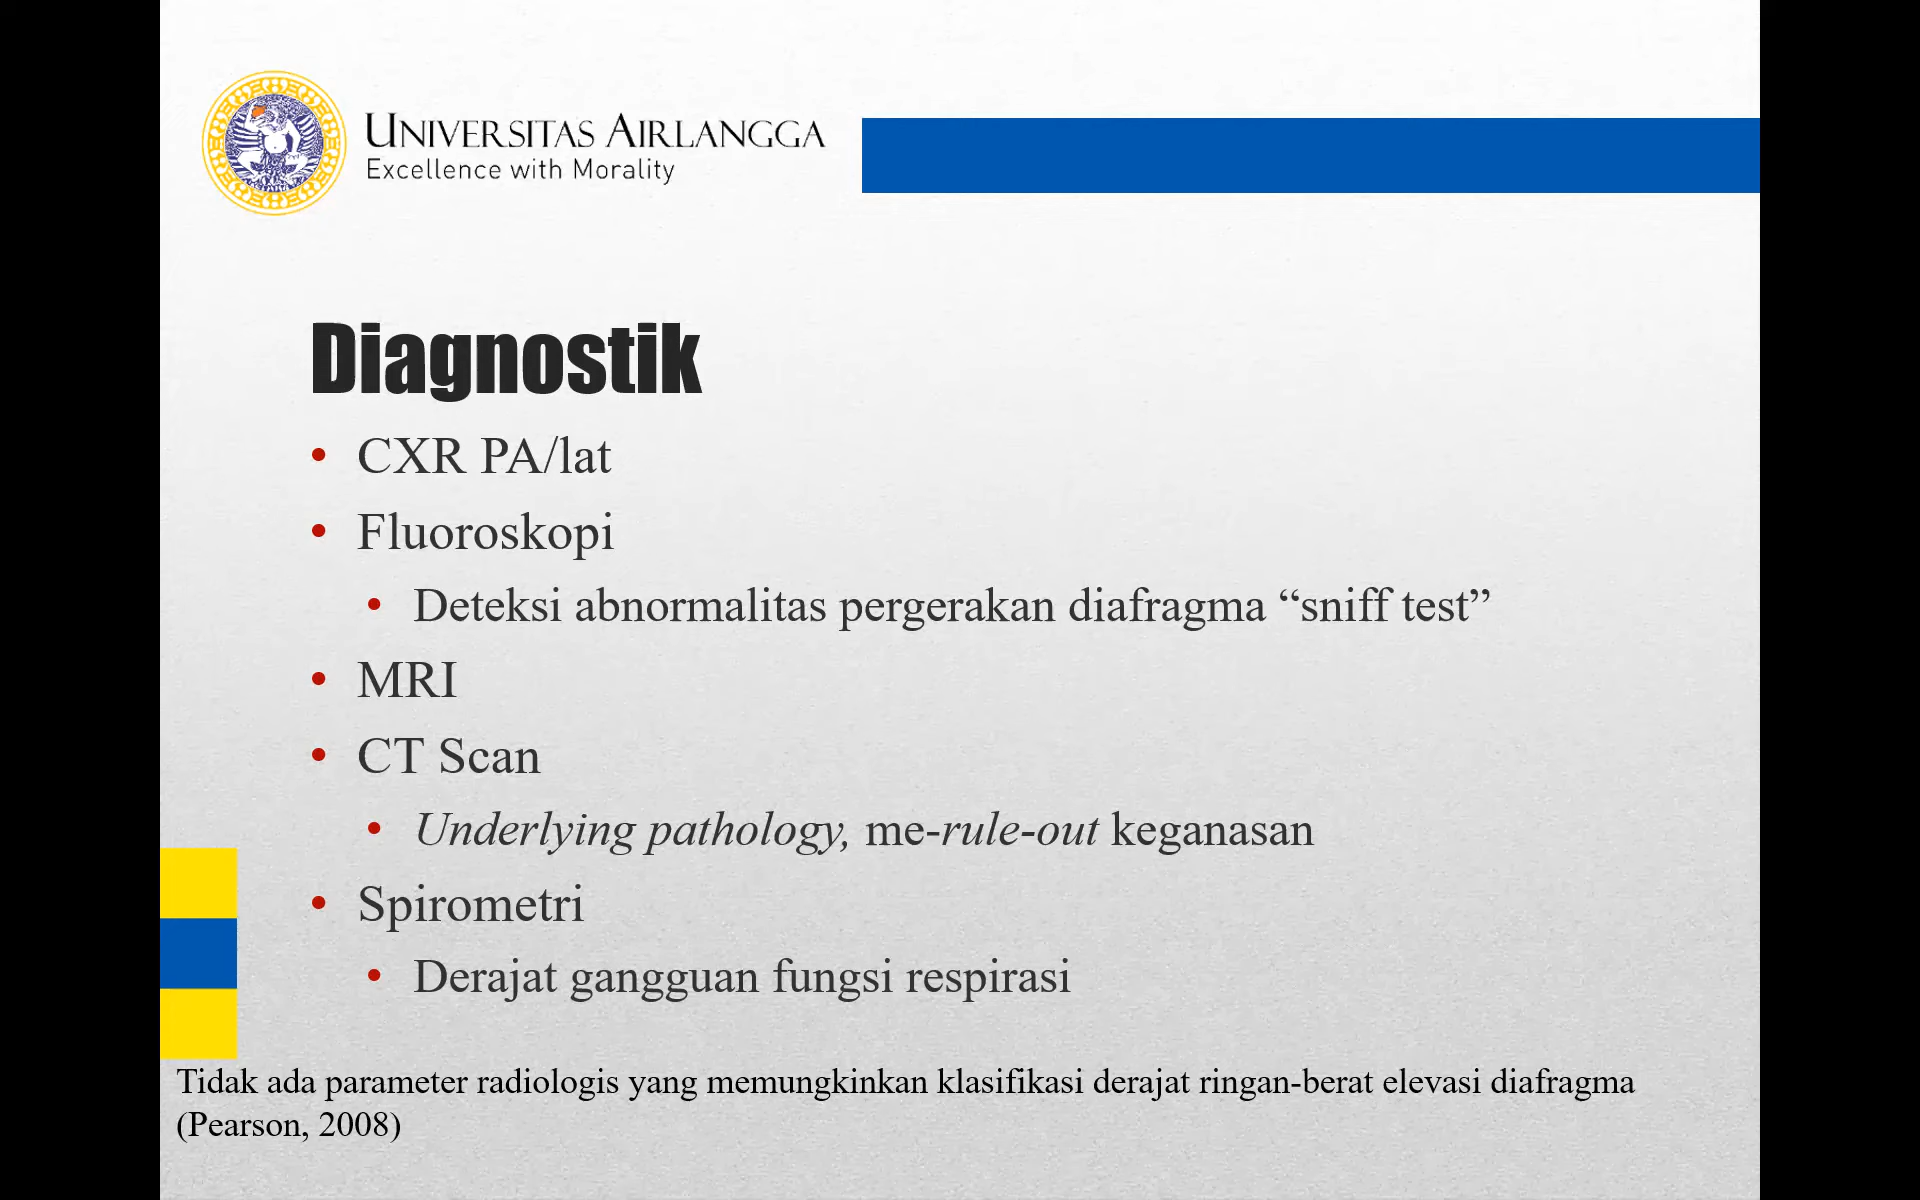 UNIVERSITAS AIRLANGGA
Excellence with Morality
Diagnostik
• CXR PA/lat
• Fluoroskopi
• Deteksi abnormalitas pergerakan diafragma “sniff test”
• MRI
• CT Scan
• Underlying pathology, me-rule-out keganasan
• Spirometri
• Derajat gangguan fungsi respirasi
Tidak ada parameter radiologis yang memungkinkan klasifikasi derajat ringan-berat elevasi diafragma
(Pearson, 2008)